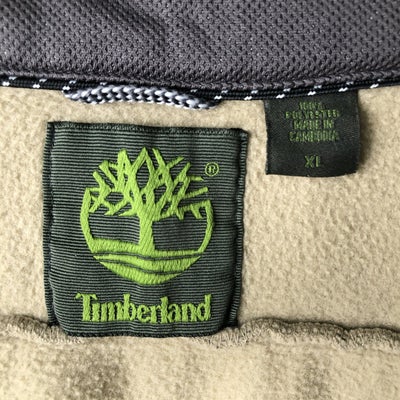 100%
POLYESTER
MADE IN
CAMBODIA
XL
®
Timberland